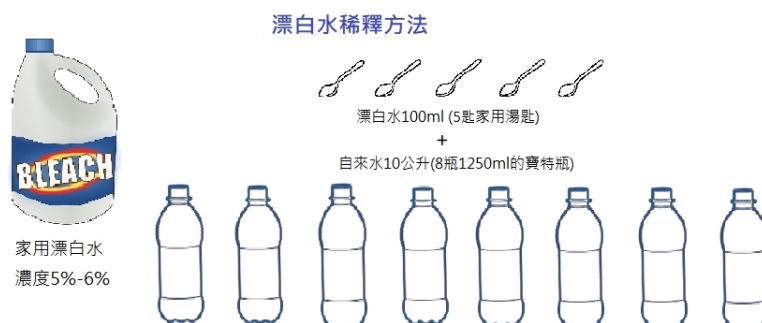 漂白水稀釋方法
漂白水100ml (5匙家用湯匙)
+
自來水10公升(8瓶1250ml的寶特瓶)
BLEACH
家用漂白水
濃度5%-6%